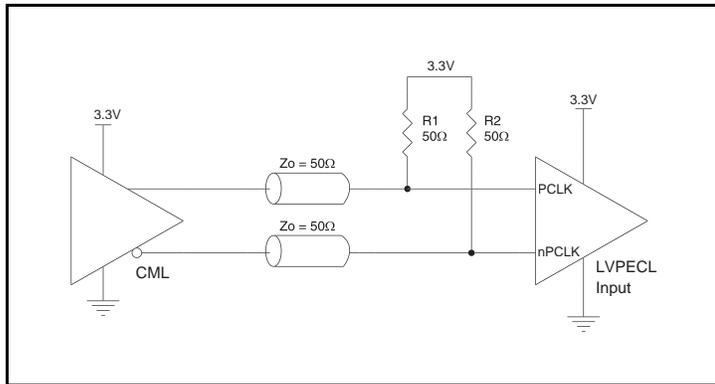 3.3V
3.3V
3.3V
R1
50Ω
R2
50Ω
Zo = 50Ω
PCLK
Zo = 50Ω
nPCLK
CML
LVPECL
Input